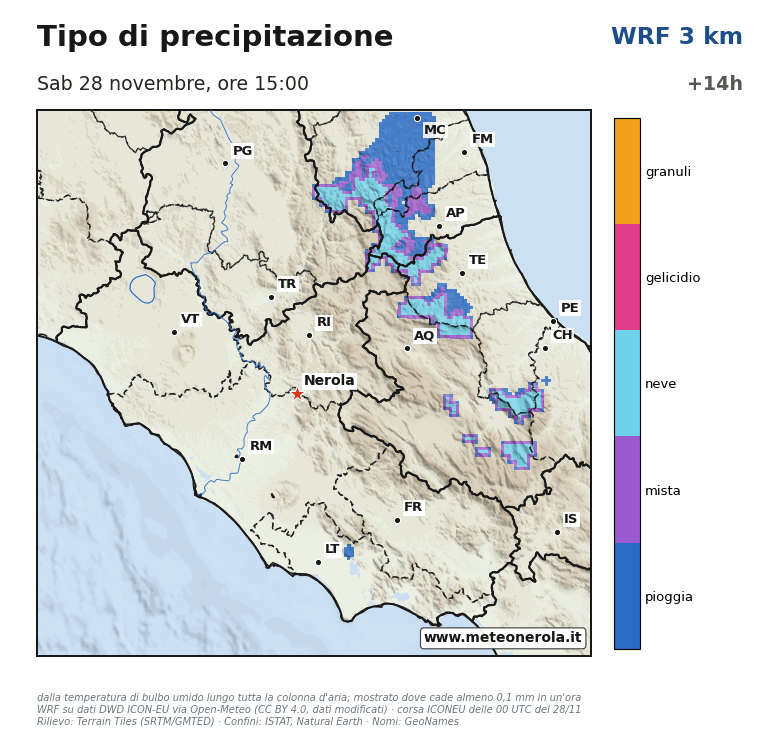 Tipo di precipitazione
WRF 3 km
Sab 28 novembre, ore 15:00
+14h
MC
FM
PG
AP
TE
TR
PE
VT
RI
AQ
CH
Nerola
RM
FR
IS
LT
www.meteonerola.it
granuli
gelicidio
neve
mista
pioggia
dalla temperatura di bulbo umido lungo tutta la colonna d'aria; mostrato dove cade almeno 0,1 mm in un'ora
WRF su dati DWD ICON-EU via Open-Meteo (CC BY 4.0, dati modificati) · corsa ICONEU delle 00 UTC del 28/11
Rilievo: Terrain Tiles (SRTM/GMTED) · Confini: ISTAT, Natural Earth · Nomi: GeoNames